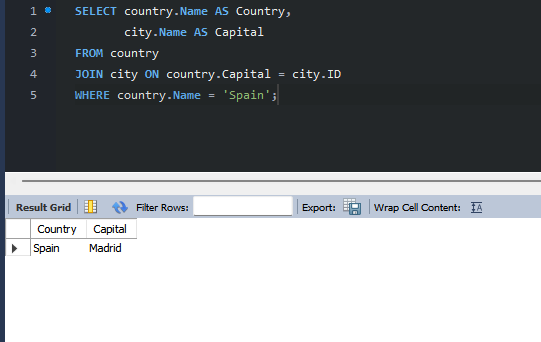 1 SELECT country.Name AS Country,
2 city.Name AS Capital
3 FROM country
4 JOIN city ON country.Capital = city.ID
5 WHERE country.Name = 'Spain';
Result Grid Filter Rows: Export: Wrap Cell Content: IA
Country Capital
Spain Madrid